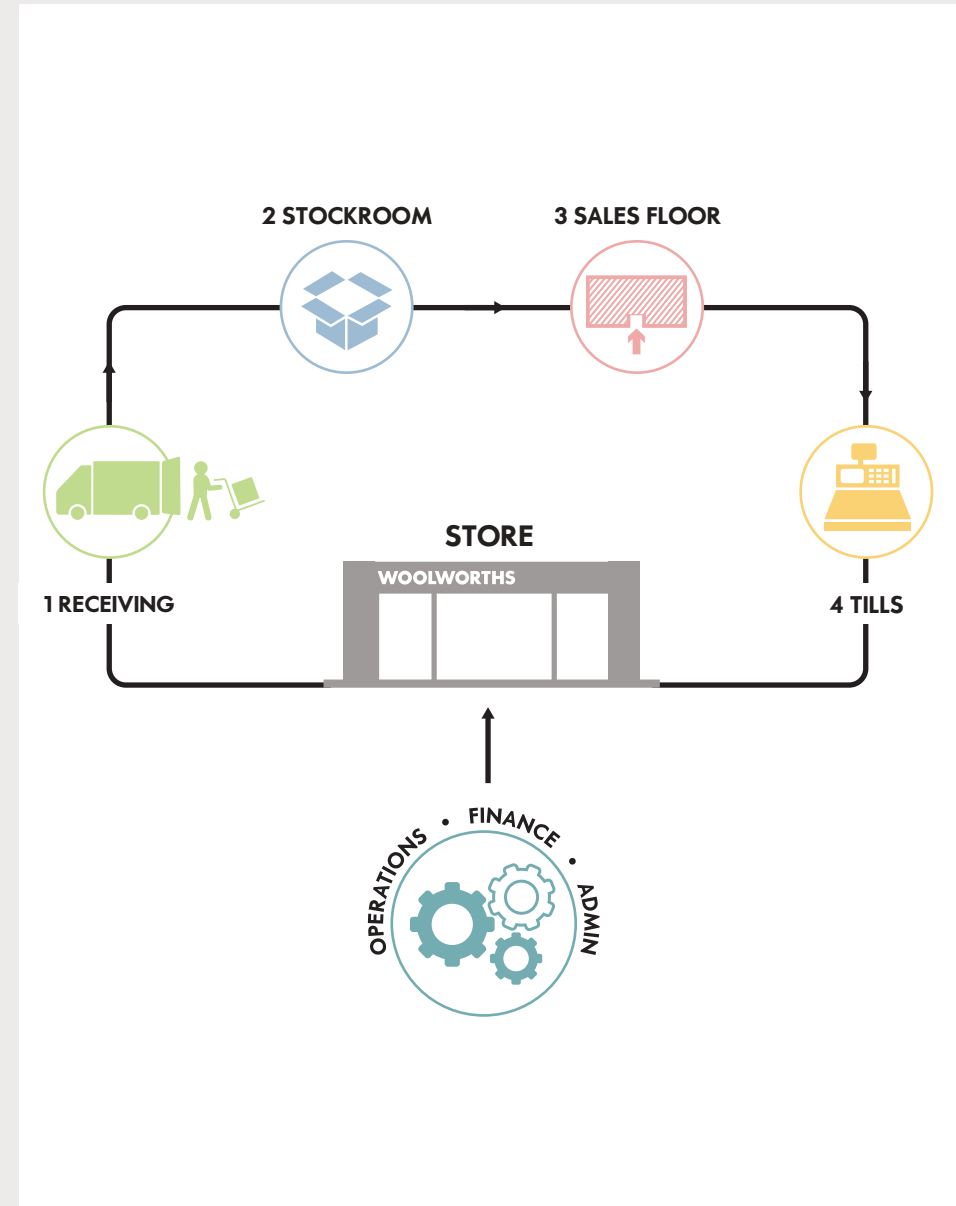 2 STOCKROOM
3 SALES FLOOR
STORE
WOOLWORTHS
1 RECEIVING
4 TILLS
OPERATIONS • FINANCE • ADMIN